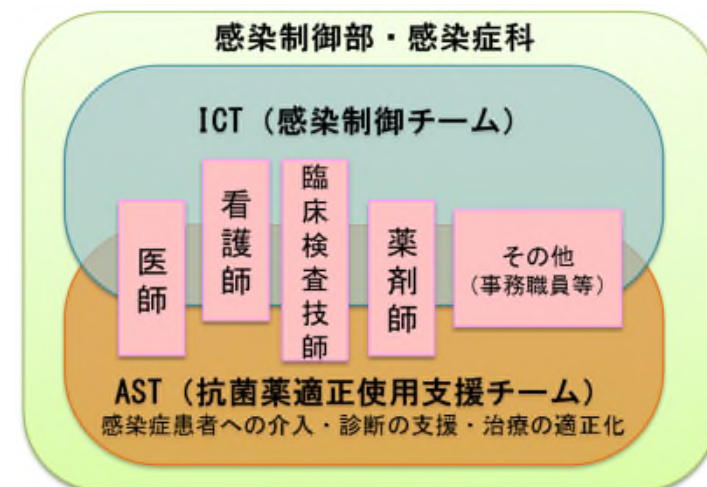 感染制御部・感染症科
ICT（感染制御チーム）
医師
看護師
臨床検査技師
薬剤師
その他
（事務職員等）
AST（抗菌薬適正使用支援チーム）
感染症患者への介入・診断の支援・治療の適正化